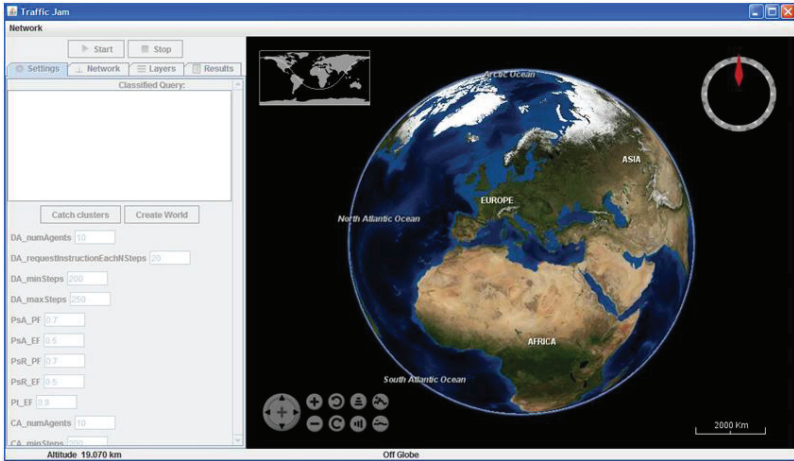 Traffic Jam
Network
Start Stop
Settings Network Layers Results
Classified Query:
Catch clusters Create World
DA_numAgents 10
DA_requestInstructionEachNSteps 20
DA_minSteps 200
DA_maxSteps 250
PsA_PF 0.7
PsA_EF 0.5
PsR_PF 0.7
PsR_EF 0.5
Pt_EF 0.8
CA_numAgents 10
CA_minSteps 200
Arctic Ocean
ASIA
EUROPE
North Atlantic Ocean
AFRICA
South Atlantic Ocean
2000 Km
Altitude 19.070 km Off Globe